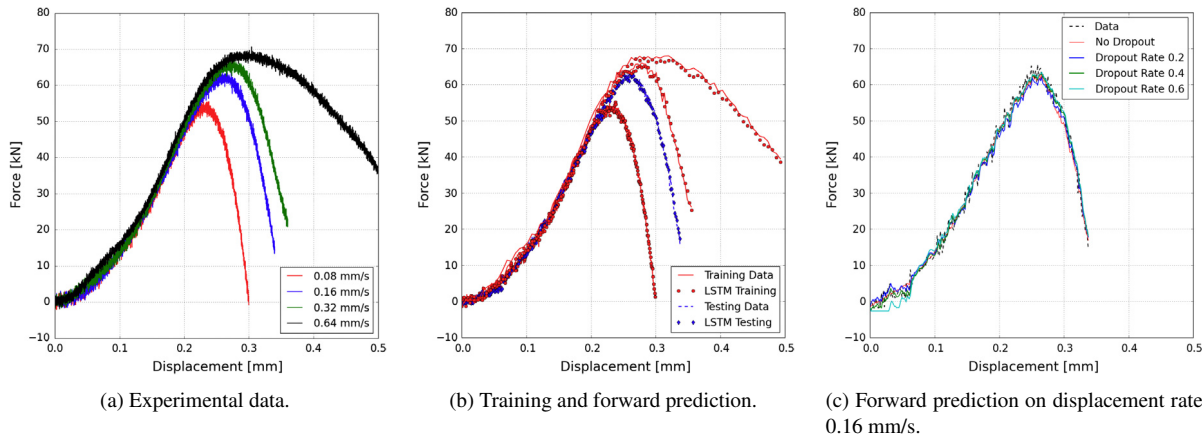 80
70
60
50
40
30
20
10
0
−10
0.0 0.1 0.2 0.3 0.4 0.5
Force [kN]
Displacement [mm]
0.08 mm/s
0.16 mm/s
0.32 mm/s
0.64 mm/s
(a) Experimental data.
80
70
60
50
40
30
20
10
0
−10
0.0 0.1 0.2 0.3 0.4 0.5
Force [kN]
Displacement [mm]
Training Data
LSTM Training
Testing Data
LSTM Testing
(b) Training and forward prediction.
80
70
60
50
40
30
20
10
0
−10
0.0 0.1 0.2 0.3 0.4 0.5
Force [kN]
Displacement [mm]
Data
No Dropout
Dropout Rate 0.2
Dropout Rate 0.4
Dropout Rate 0.6
(c) Forward prediction on displacement rate
0.16 mm/s.